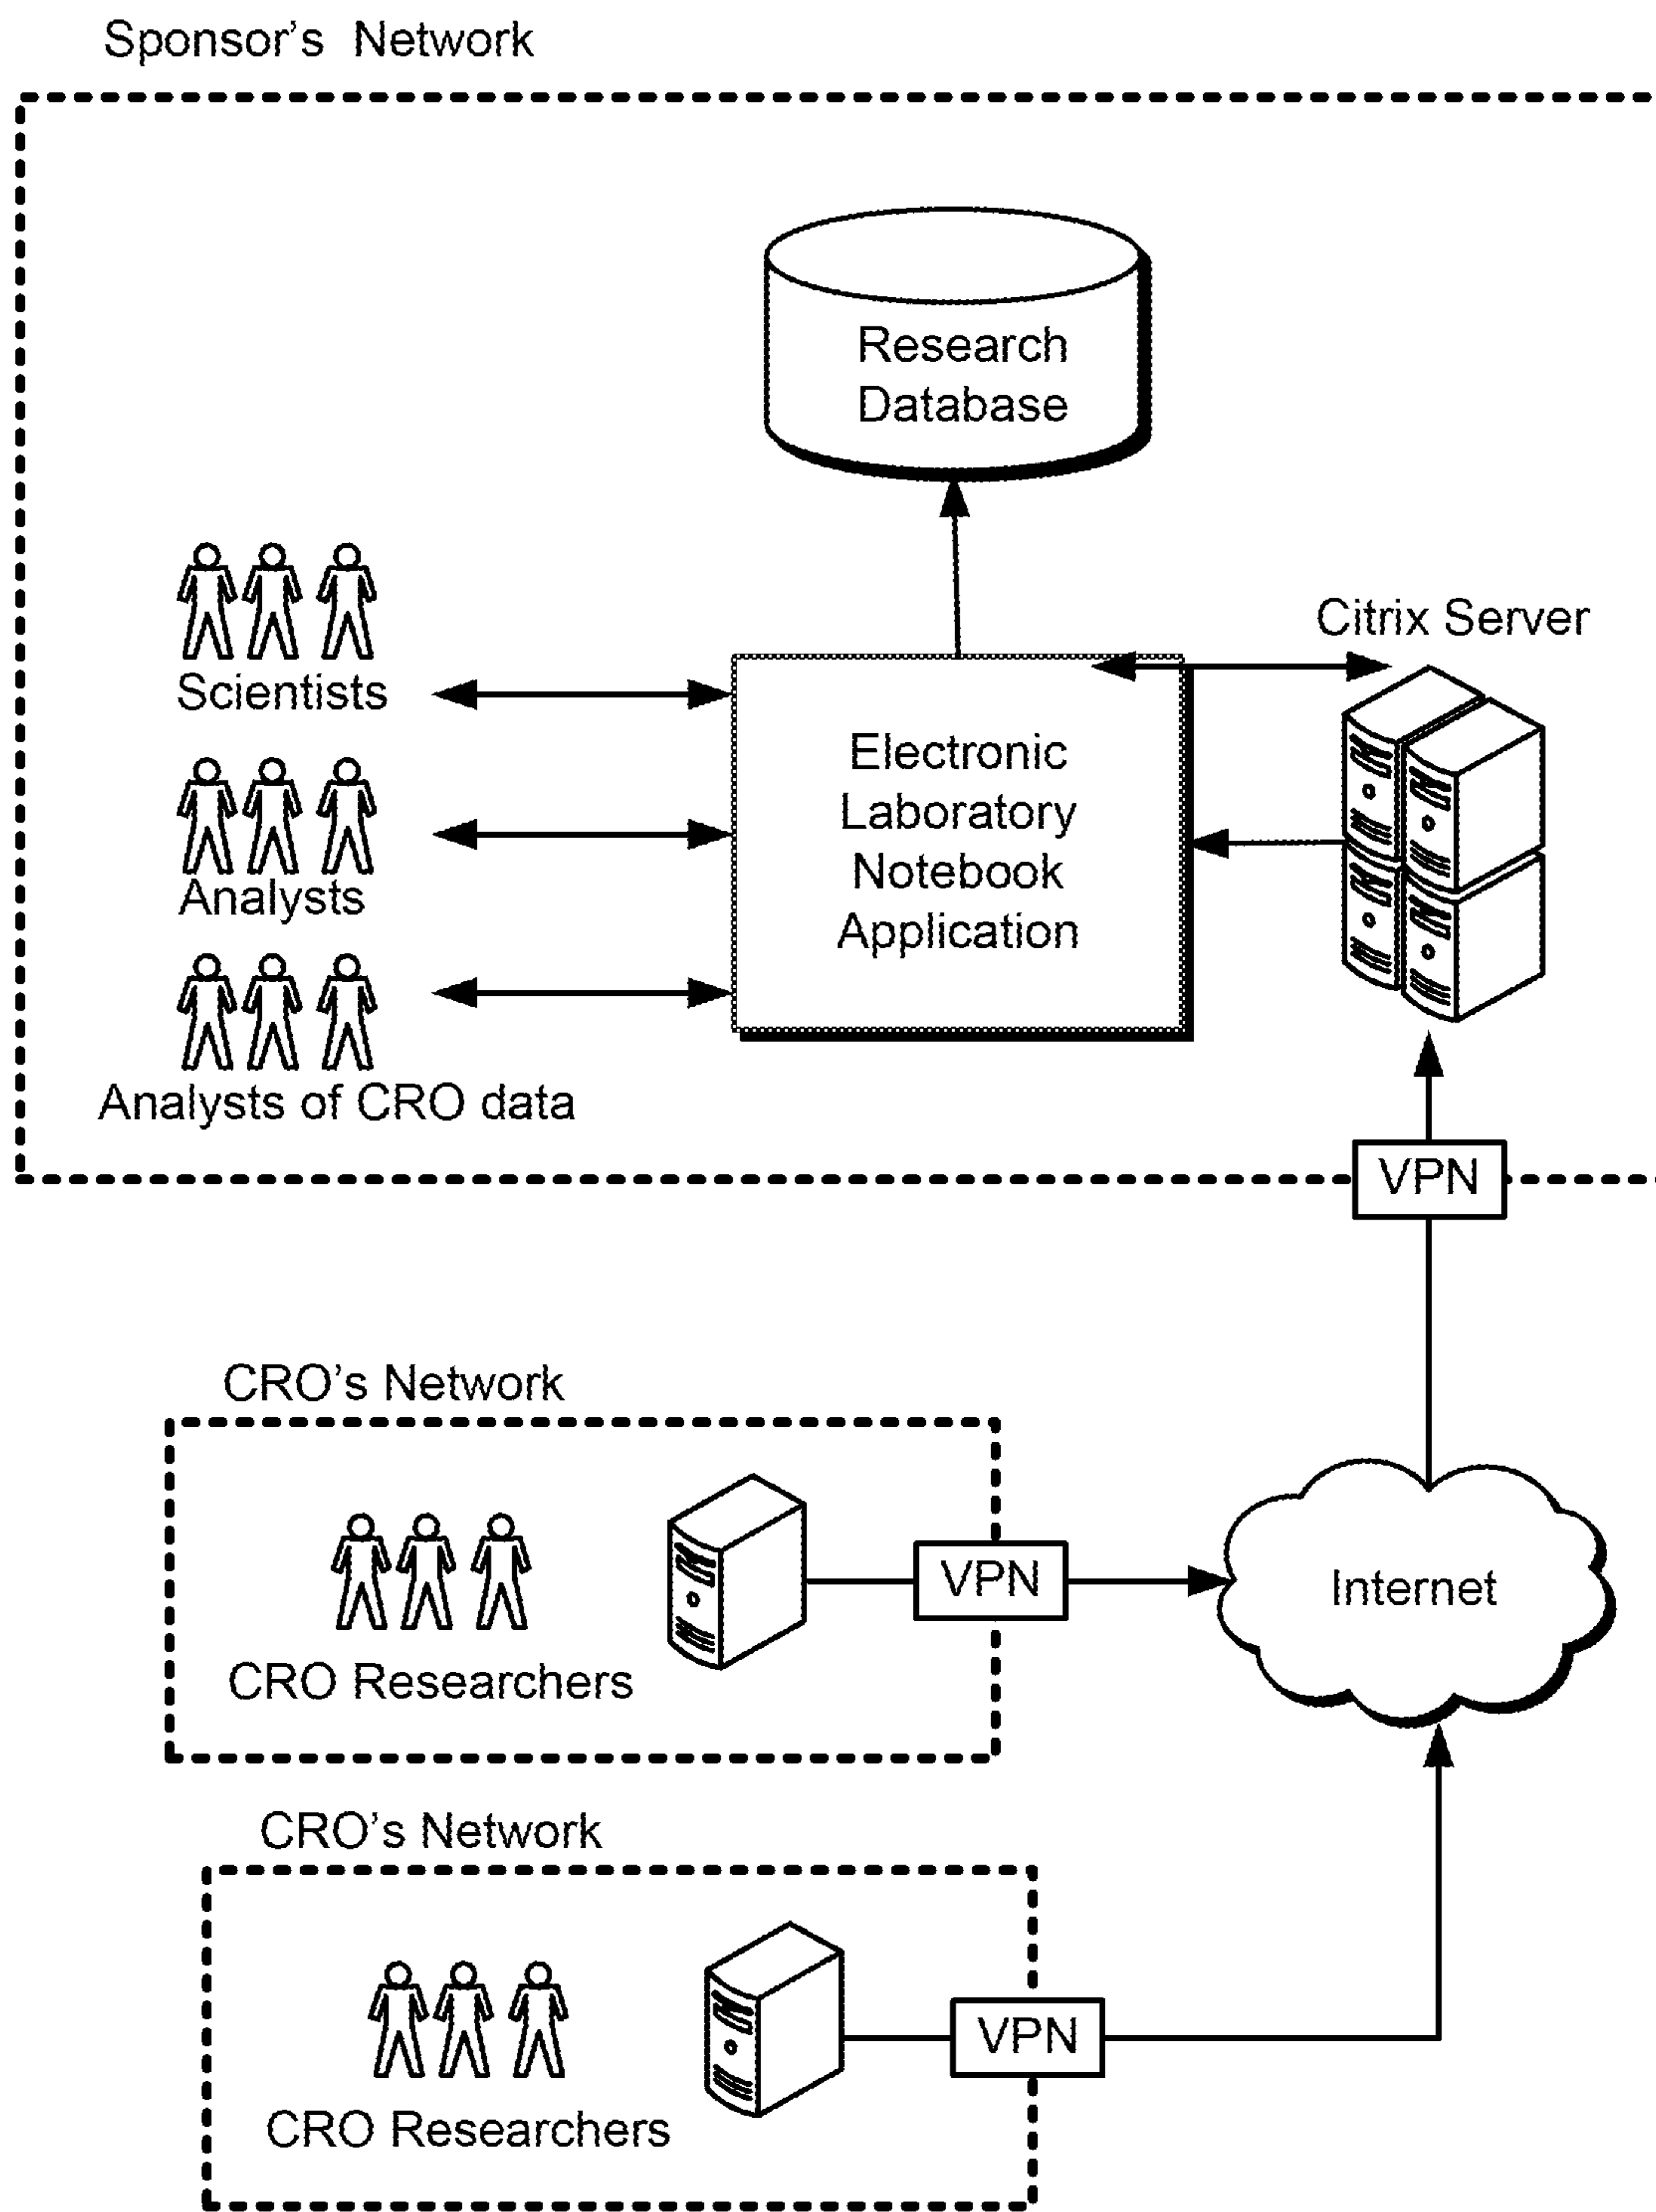 Sponsor's Network
Research
Database
Scientists
Analysts
Analysts of CRO data
Electronic
Laboratory
Notebook
Application
Citrix Server
VPN
CRO's Network
CRO Researchers
VPN
Internet
CRO's Network
CRO Researchers
VPN